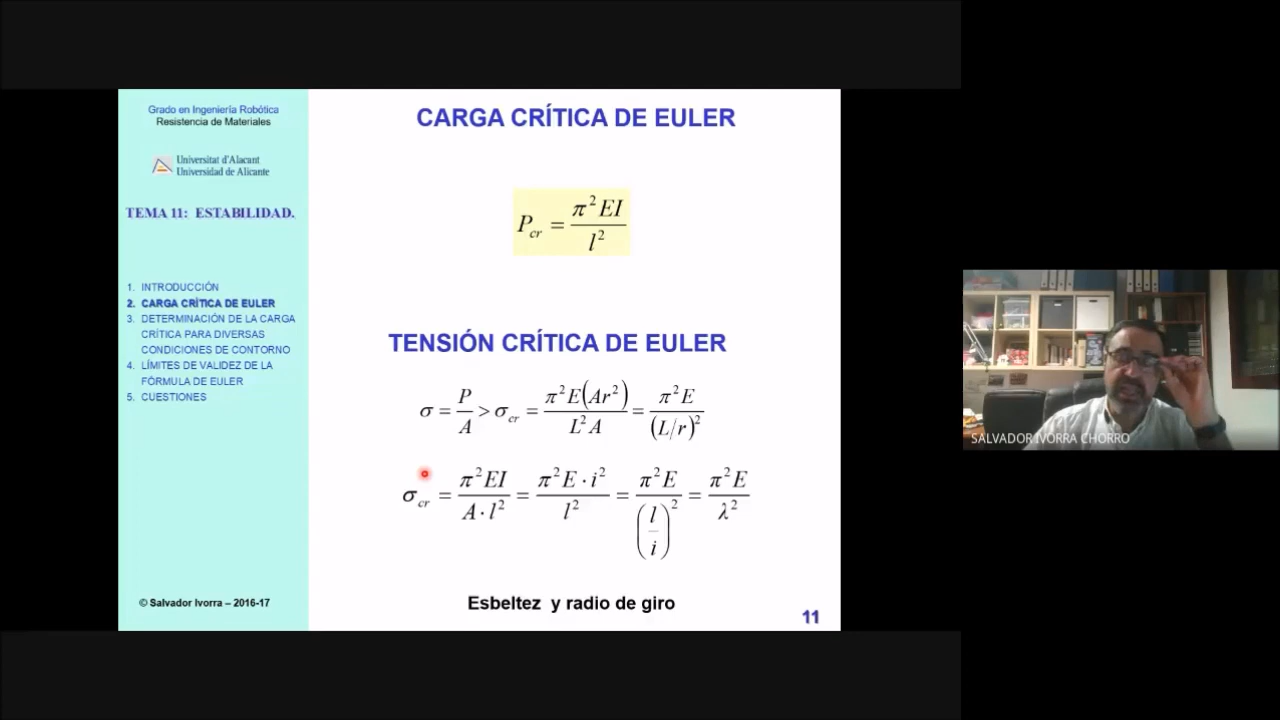 Grado en Ingeniería Robótica
Resistencia de Materiales
Universitat d'Alacant
Universidad de Alicante
TEMA 11: ESTABILIDAD.
1. INTRODUCCIÓN
2. CARGA CRÍTICA DE EULER
3. DETERMINACIÓN DE LA CARGA
CRÍTICA PARA DIVERSAS
CONDICIONES DE CONTORNO
4. LÍMITES DE VALIDEZ DE LA
FÓRMULA DE EULER
5. CUESTIONES
© Salvador Ivorra – 2016-17
CARGA CRÍTICA DE EULER
P_cr = π²EI / l²
TENSIÓN CRÍTICA DE EULER
σ = P/A > σ_cr = π²E(Ar²) / L²A = π²E / (L/r)²
σ_cr = π²EI / A·l² = π²E·i² / l² = π²E / (l/i)² = π²E / λ²
Esbeltez y radio de giro
11
SALVADOR IVORRA CHORRO